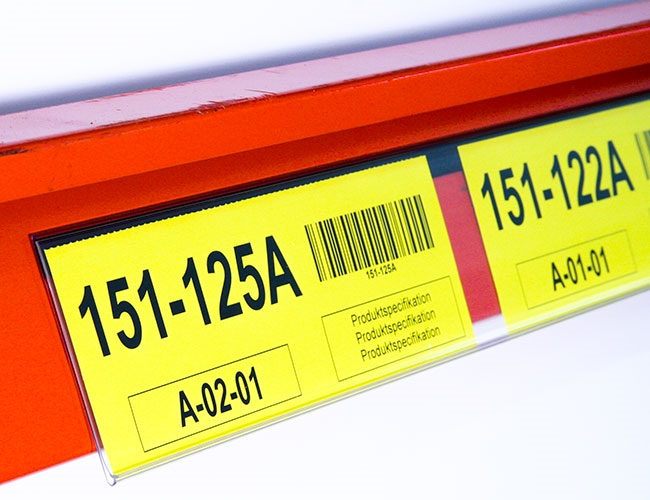 151-125A
151-125A
Produktspecifikation
Produktspecifikation
Produktspecifikation
A-02-01
151-122A
A-01-01